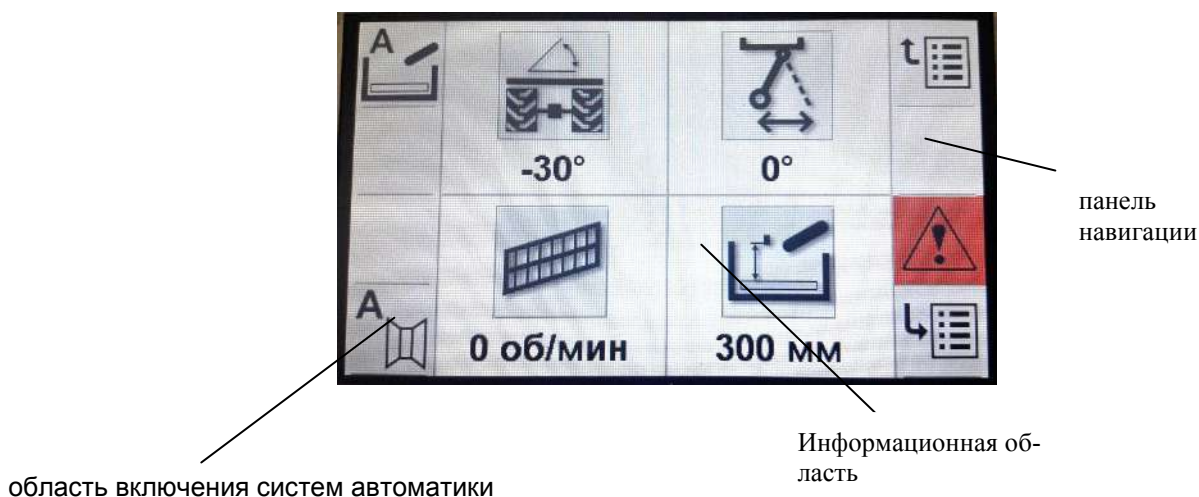 A
-30°
0°
панель
навигации
0 об/мин
300 мм
A
Информационная об-
ласть
область включения систем автоматики